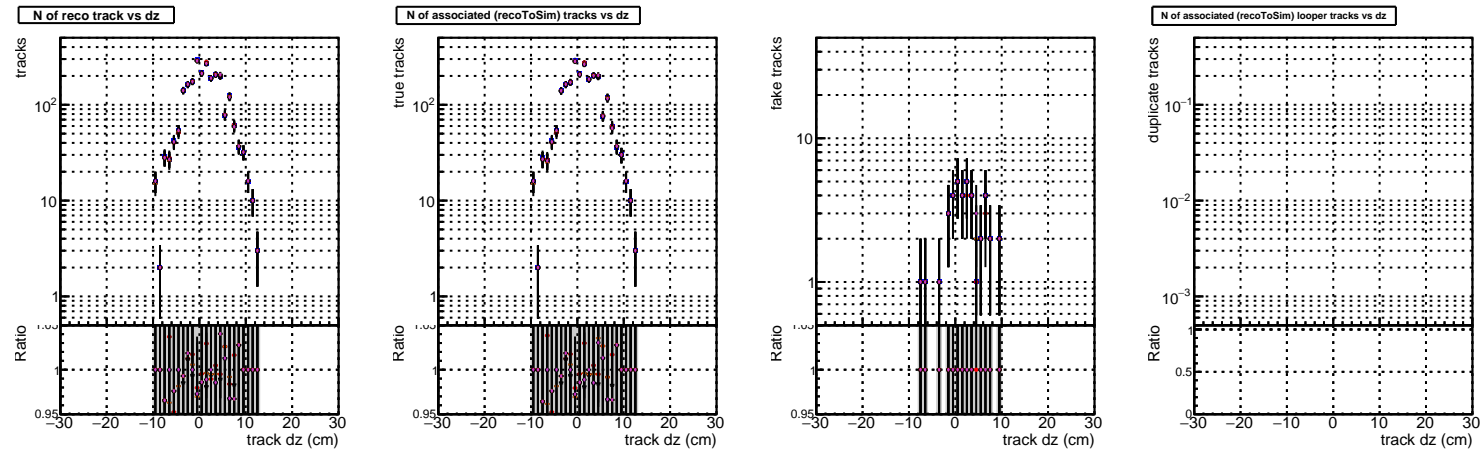 N of reco track vs dz
tracks
10²
10
1
Ratio
1.05
1
0.95
−30 −20 −10 0 10 20 30
track dz (cm)
N of associated (recoToSim) tracks vs dz
true tracks
10²
10
1
Ratio
1.05
1
0.95
−30 −20 −10 0 10 20 30
track dz (cm)
fake tracks
10
1
Ratio
1
0.95
−30 −20 −10 0 10 20 30
track dz (cm)
N of associated (recoToSim) looper tracks vs dz
duplicate tracks
10⁻¹
10⁻²
10⁻³
Ratio
1
0.5
0
−30 −20 −10 0 10 20 30
track dz (cm)